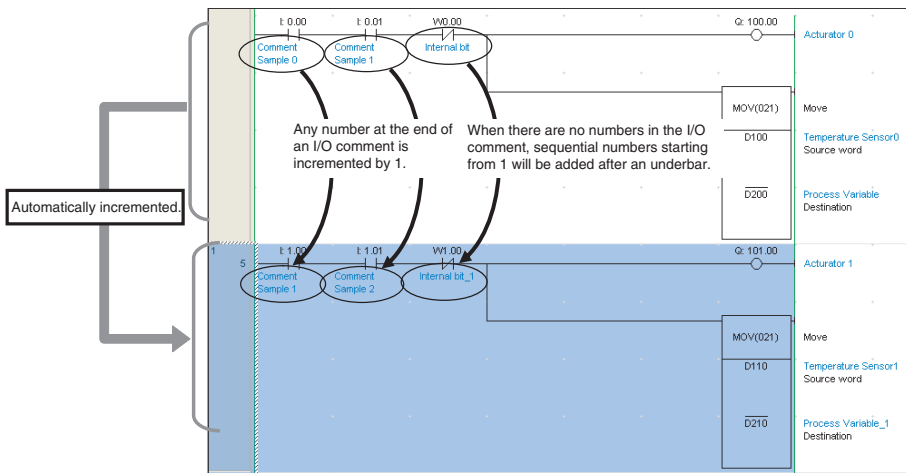 I: 0.00 I: 0.01 W0.00 Q: 100.00
Comment Sample 0
Comment Sample 1
Internal bit
Acturator 0
MOV(021) Move
D100 Temperature Sensor0
Source word
D200 Process Variable
Destination
Any number at the end of
an I/O comment is
incremented by 1.
When there are no numbers in the I/O
comment, sequential numbers starting
from 1 will be added after an underbar.
Automatically incremented.
1
5
I: 1.00 I: 1.01 W1.00 Q: 101.00
Comment Sample 1
Comment Sample 2
Internal bit_1
Acturator 1
MOV(021) Move
D110 Temperature Sensor1
Source word
D210 Process Variable_1
Destination